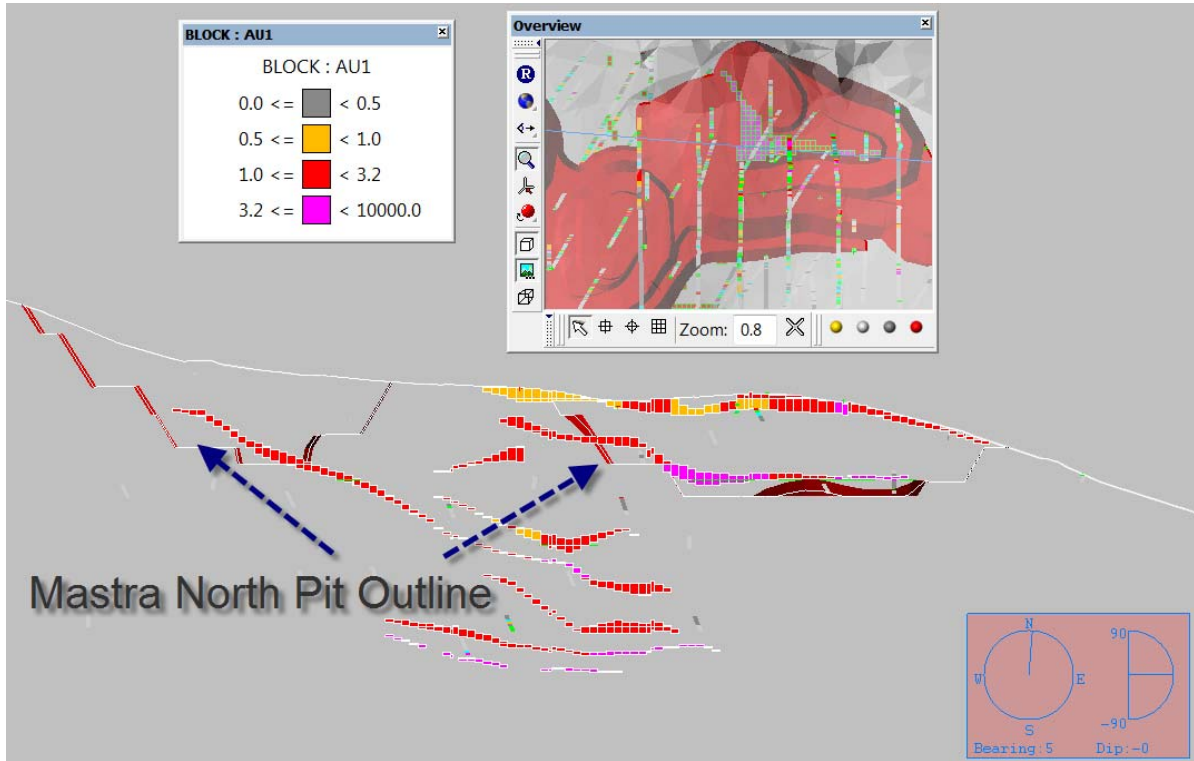 BLOCK : AU1
BLOCK : AU1
0.0 <= < 0.5
0.5 <= < 1.0
1.0 <= < 3.2
3.2 <= < 10000.0
Overview
R
Zoom: 0.8
Mastra North Pit Outline
N
W E
S
90
-90
Bearing:5 Dip:-0